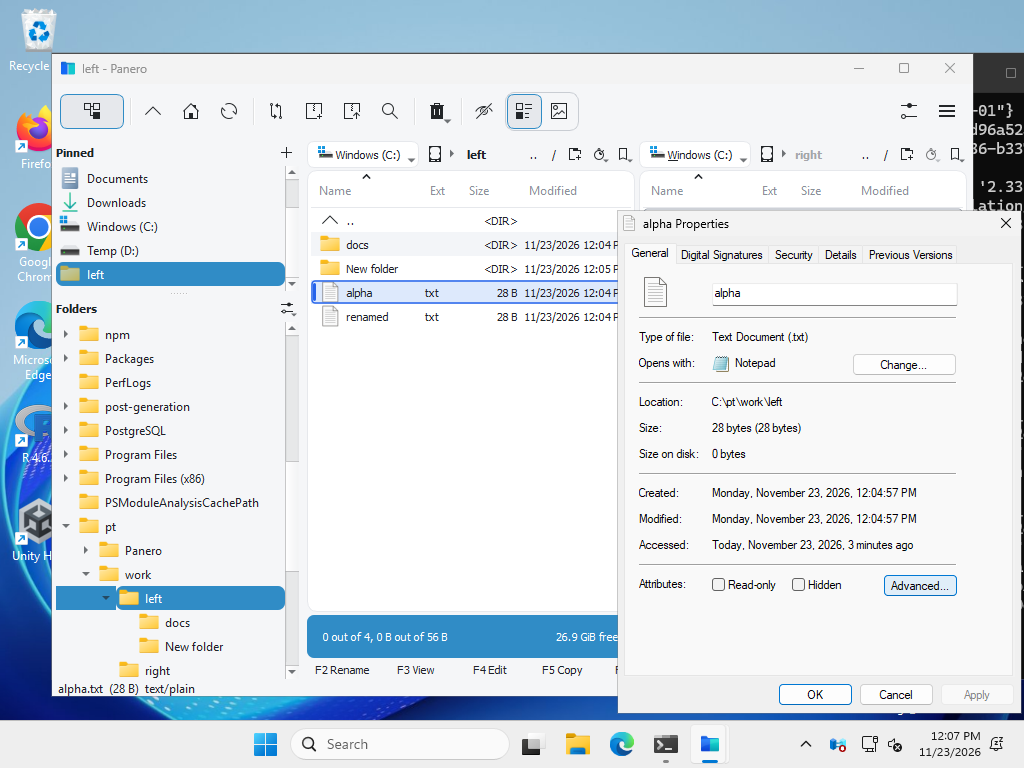 Recycle
Firefo
Google
Chrom
Microso
Edge
R 4.6.
Unity H
left - Panero
Pinned
Documents
Downloads
Windows (C:)
Temp (D:)
left
Folders
npm
Packages
PerfLogs
post-generation
PostgreSQL
Program Files
Program Files (x86)
PSModuleAnalysisCachePath
pt
Panero
work
left
docs
New folder
right
alpha.txt (28 B) text/plain
Windows (C:) left .. /
Name Ext Size Modified
.. <DIR>
docs <DIR> 11/23/2026 12:04 P
New folder <DIR> 11/23/2026 12:05 P
alpha txt 28 B 11/23/2026 12:04 P
renamed txt 28 B 11/23/2026 12:04 P
0 out of 4, 0 B out of 56 B 26.9 GiB free
F2 Rename F3 View F4 Edit F5 Copy
Windows (C:) right .. /
Name Ext Size Modified
-01"}
d96a52
36-b33
'2.33
lation
alpha Properties
General Digital Signatures Security Details Previous Versions
alpha
Type of file: Text Document (.txt)
Opens with: Notepad Change...
Location: C:\pt\work\left
Size: 28 bytes (28 bytes)
Size on disk: 0 bytes
Created: Monday, November 23, 2026, 12:04:57 PM
Modified: Monday, November 23, 2026, 12:04:57 PM
Accessed: Today, November 23, 2026, 3 minutes ago
Attributes: Read-only Hidden Advanced...
OK Cancel Apply
Search
12:07 PM
11/23/2026